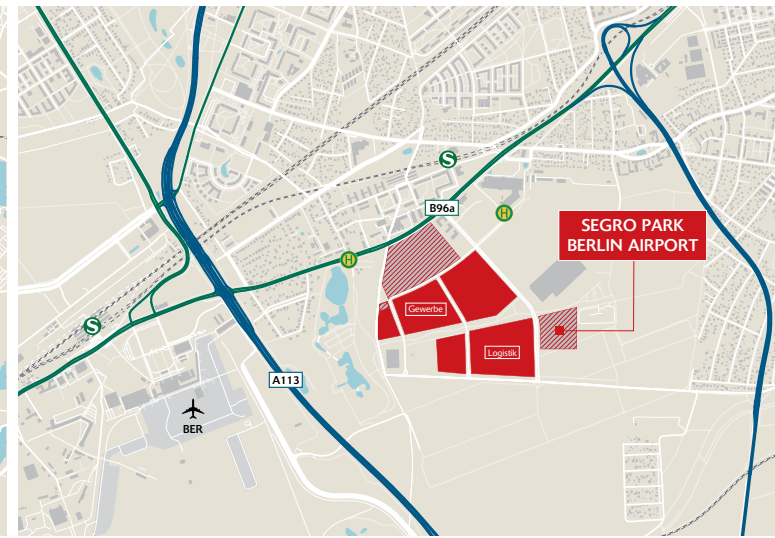 S
B96a
H
SEGRO PARK
BERLIN AIRPORT
H
Gewerbe
S
Logistik
A113
BER